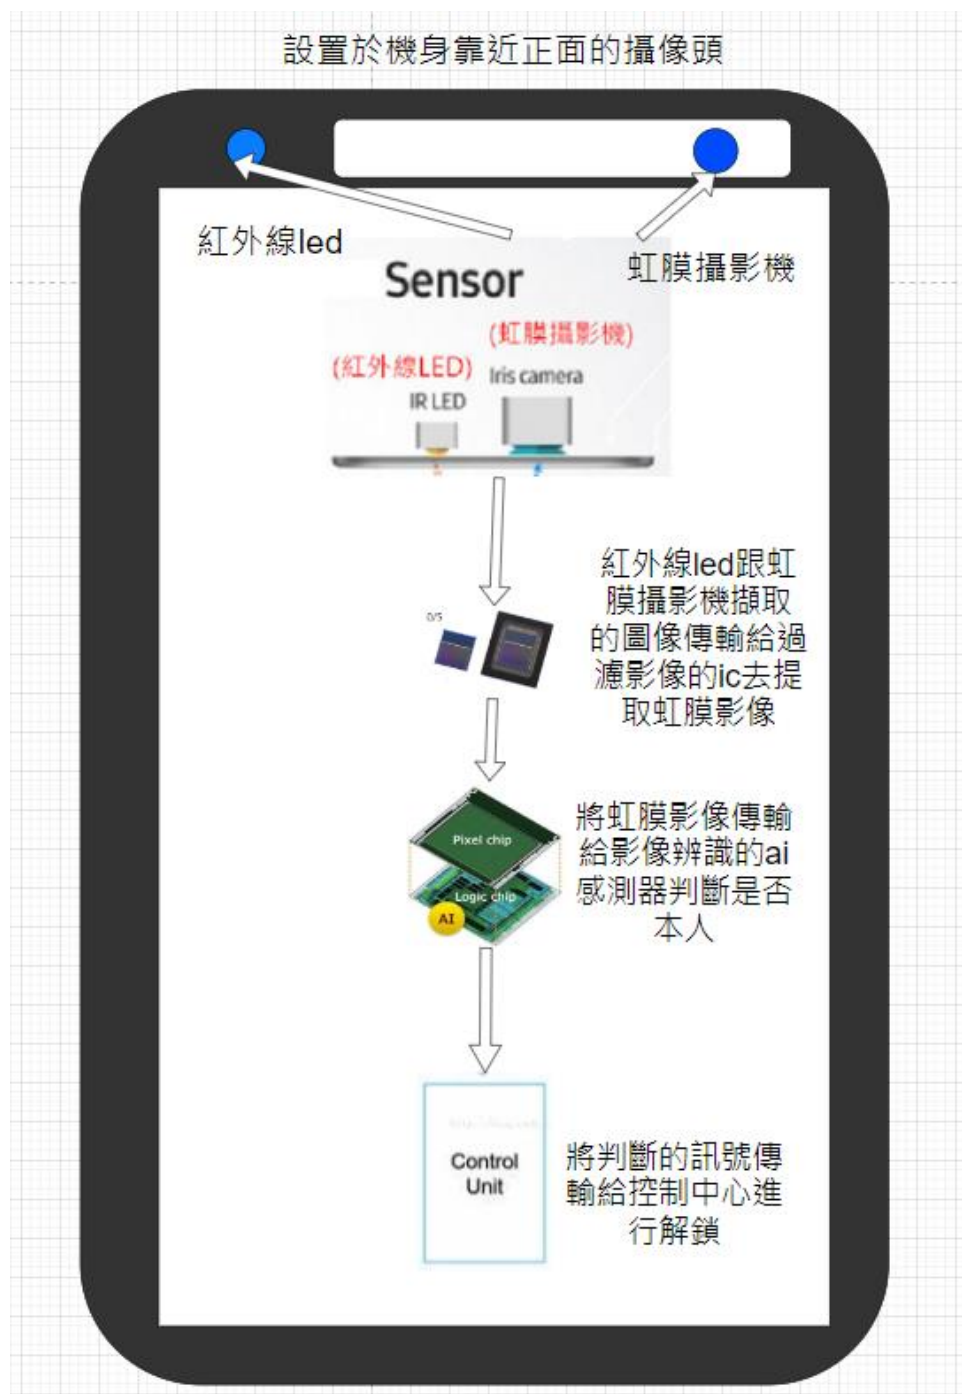 設置於機身靠近正面的攝像頭
紅外線led
虹膜攝影機
Sensor
(虹膜攝影機)
(紅外線LED)
Iris camera
IR LED
紅外線led跟虹
膜攝影機擷取
的圖像傳輸給過
濾影像的ic去提
取虹膜影像
Pixel chip
Logic chip
AI
將虹膜影像傳輸
給影像辨識的ai
感測器判斷是否
本人
Control
Unit
將判斷的訊號傳
輸給控制中心進
行解鎖